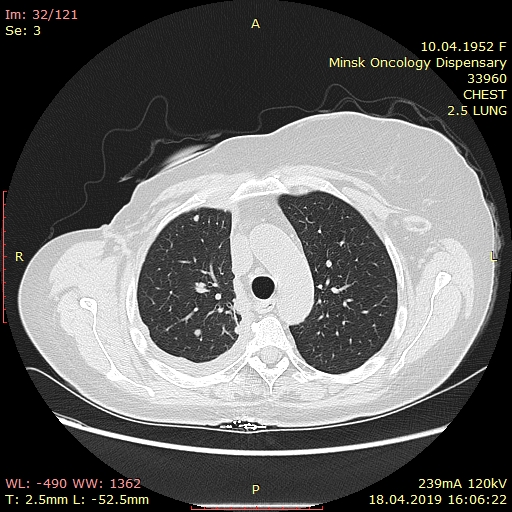 Im: 32/121
Se: 3
A
10.04.1952 F
Minsk Oncology Dispensary
33960
CHEST
2.5 LUNG
R
L
WL: -490 WW: 1362
T: 2.5mm L: -52.5mm
P
239mA 120kV
18.04.2019 16:06:22